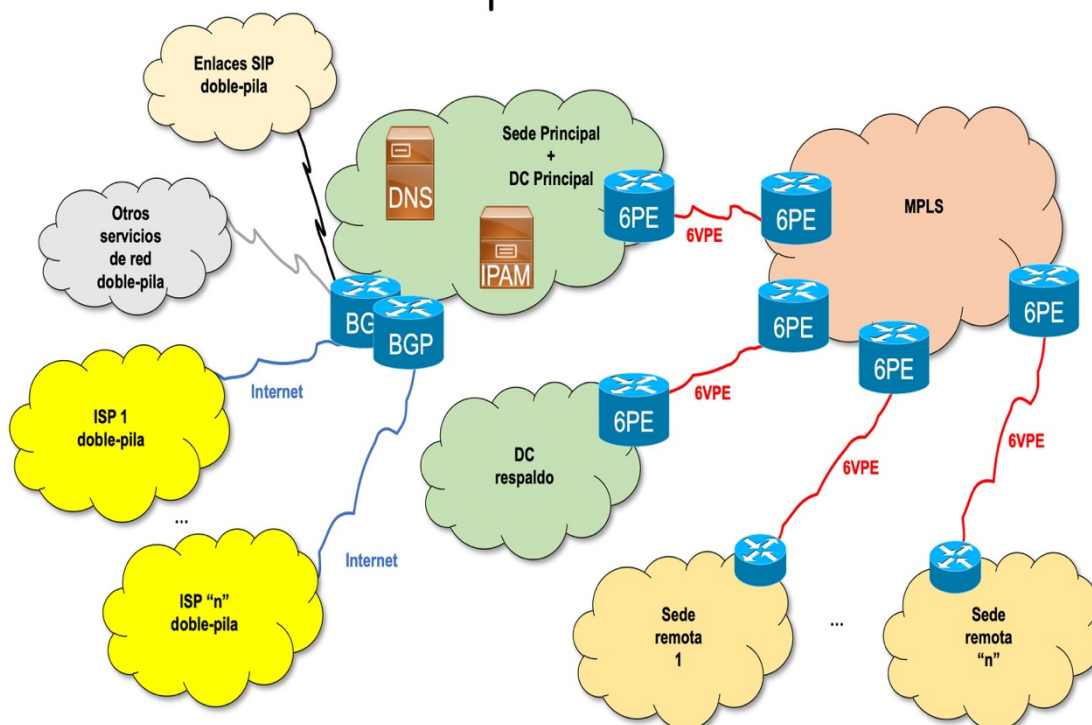 Enlaces SIP
doble-pila
Sede Principal
+
DC Principal
DNS
IPAM
Otros
servicios
de red
doble-pila
6PE
6VPE
6PE
MPLS
BG
BGP
6PE
6PE
6PE
Internet
ISP 1
doble-pila
...
6PE
6VPE
DC
respaldo
6VPE
6VPE
Internet
ISP “n”
doble-pila
Sede
remota
1
...
Sede
remota
“n”